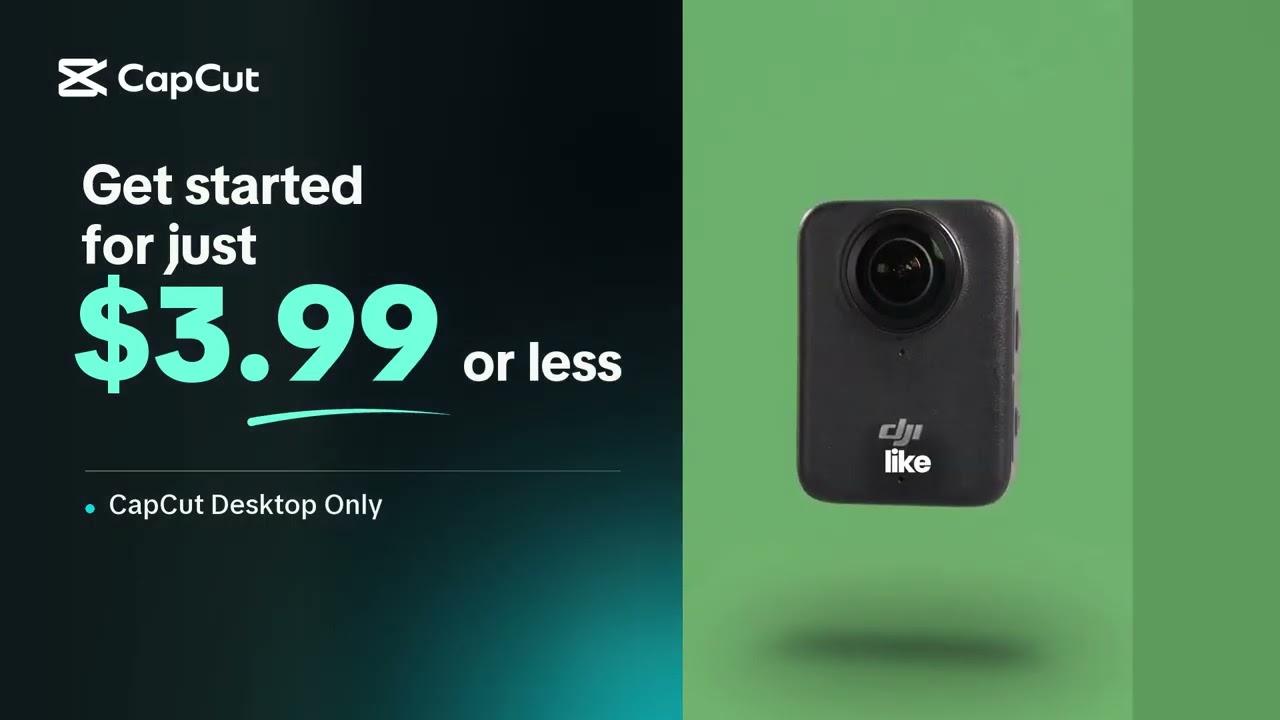 CapCut
Get started
for just
$3.99 or less
CapCut Desktop Only
dji
like